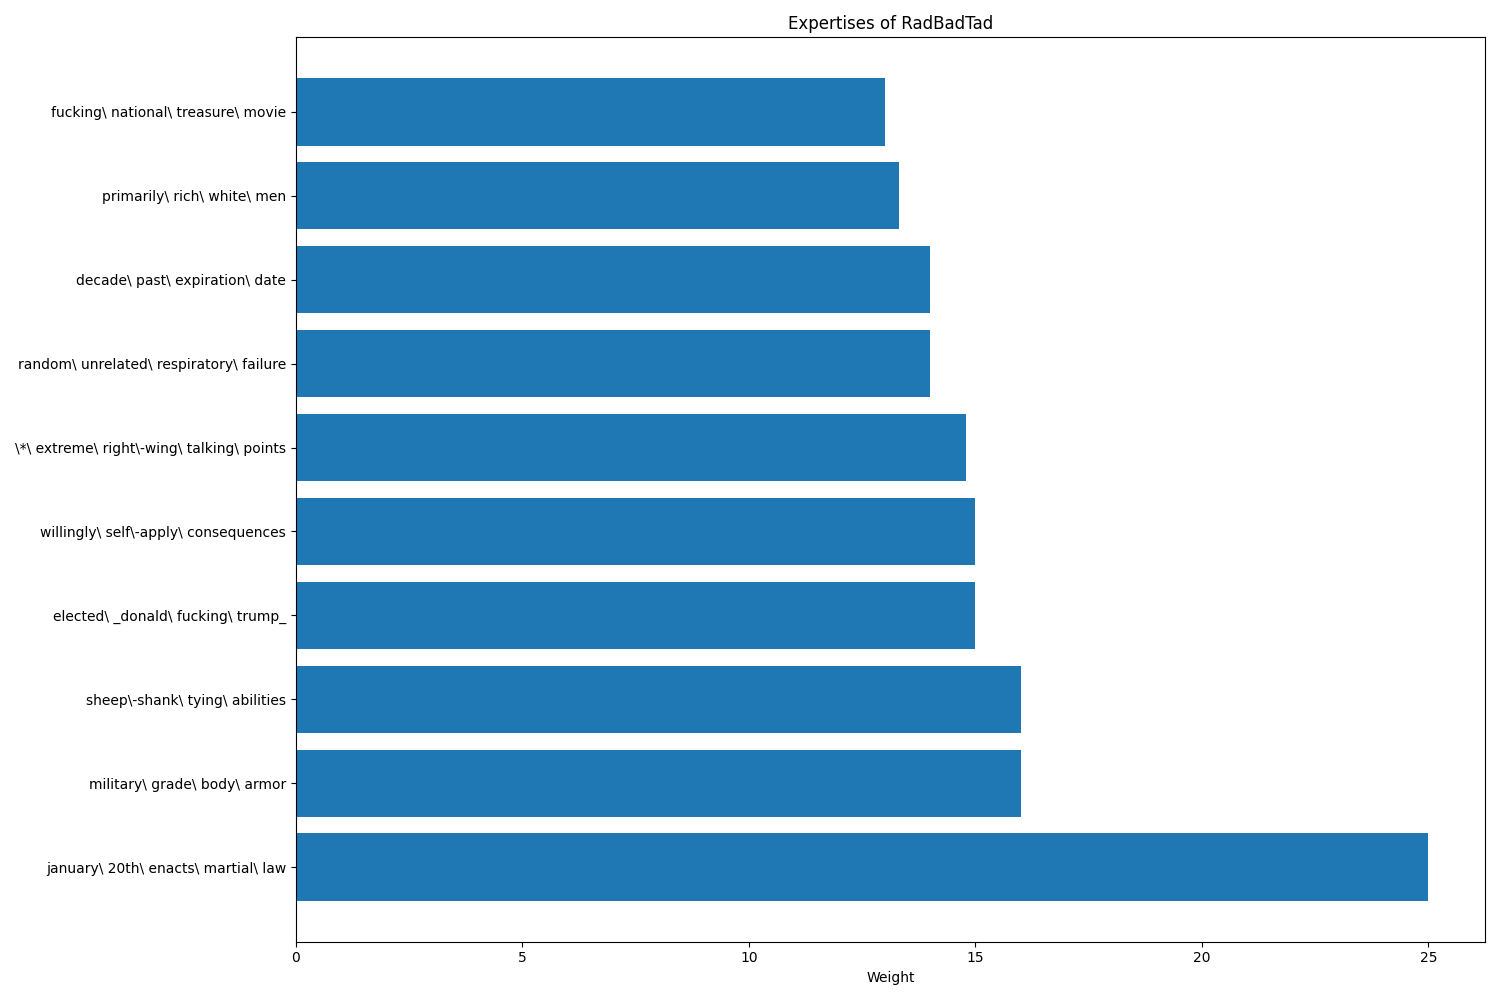 Expertises of RadBadTad
fucking\ national\ treasure\ movie
primarily\ rich\ white\ men
decade\ past\ expiration\ date
random\ unrelated\ respiratory\ failure
\*\ extreme\ right\-wing\ talking\ points
willingly\ self\-apply\ consequences
elected\ _donald\ fucking\ trump_
sheep\-shank\ tying\ abilities
military\ grade\ body\ armor
january\ 20th\ enacts\ martial\ law
0 5 10 15 20 25
Weight